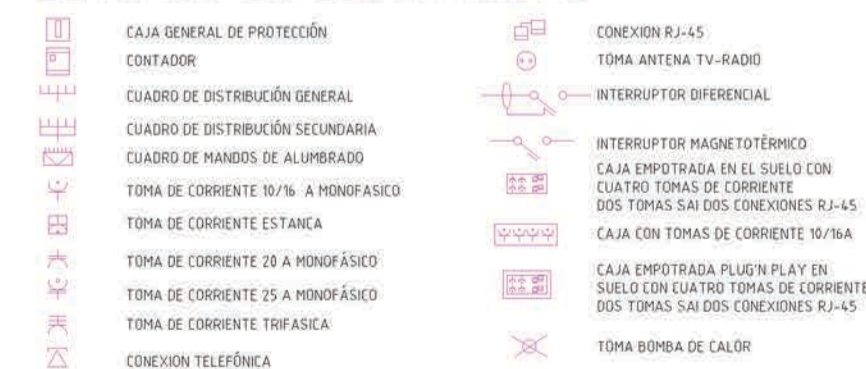 CAJA GENERAL DE PROTECCIÓN
CONTADOR
CUADRO DE DISTRIBUCIÓN GENERAL
CUADRO DE DISTRIBUCIÓN SECUNDARIA
CUADRO DE MANDOS DE ALUMBRADO
TOMA DE CORRIENTE 10/16 A MONOFASICO
TOMA DE CORRIENTE ESTANCA
TOMA DE CORRIENTE 20 A MONOFÁSICO
TOMA DE CORRIENTE 25 A MONOFÁSICO
TOMA DE CORRIENTE TRIFASICA
CONEXION TELEFÓNICA
CONEXION RJ-45
TOMA ANTENA TV-RADIO
INTERRUPTOR DIFERENCIAL
INTERRUPTOR MAGNETOTÉRMICO
CAJA EMPOTRADA EN EL SUELO CON
CUATRO TOMAS DE CORRIENTE
DOS TOMAS SAI DOS CONEXIONES RJ-45
CAJA CON TOMAS DE CORRIENTE 10/16A
CAJA EMPOTRADA PLUG'N PLAY EN
SUELO CON CUATRO TOMAS DE CORRIENTE
DOS TOMAS SAI DOS CONEXIONES RJ-45
TOMA BOMBA DE CALOR